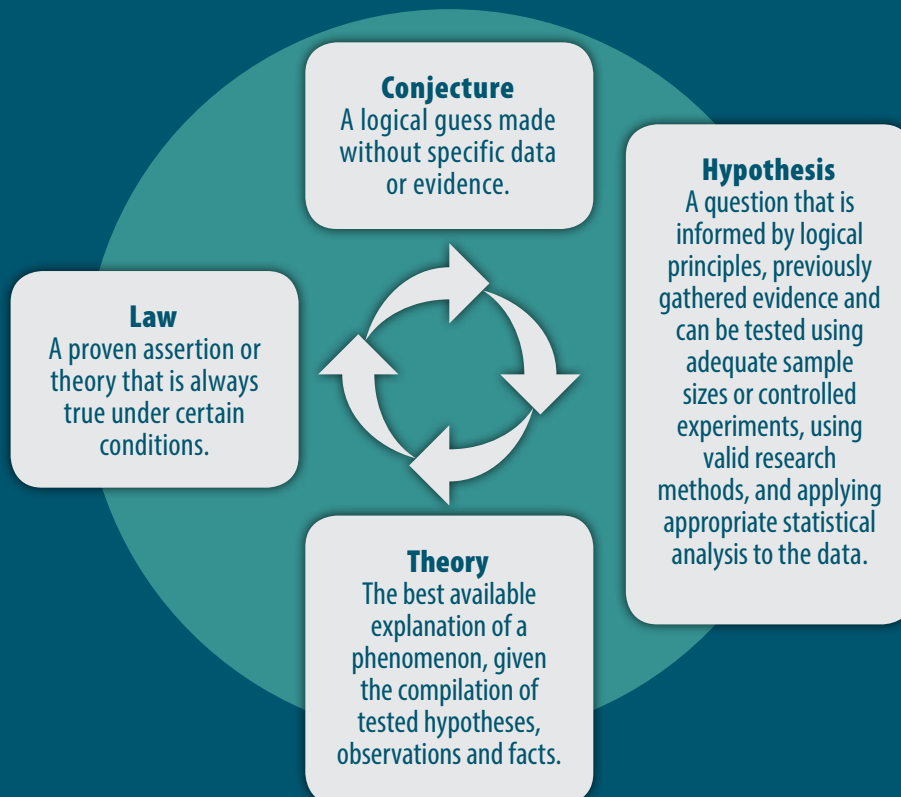 Conjecture
A logical guess made
without specific data
or evidence.
Hypothesis
A question that is
informed by logical
principles, previously
gathered evidence and
can be tested using
adequate sample
sizes or controlled
experiments, using
valid research
methods, and applying
appropriate statistical
analysis to the data.
Theory
The best available
explanation of a
phenomenon, given
the compilation of
tested hypotheses,
observations and facts.
Law
A proven assertion or
theory that is always
true under certain
conditions.